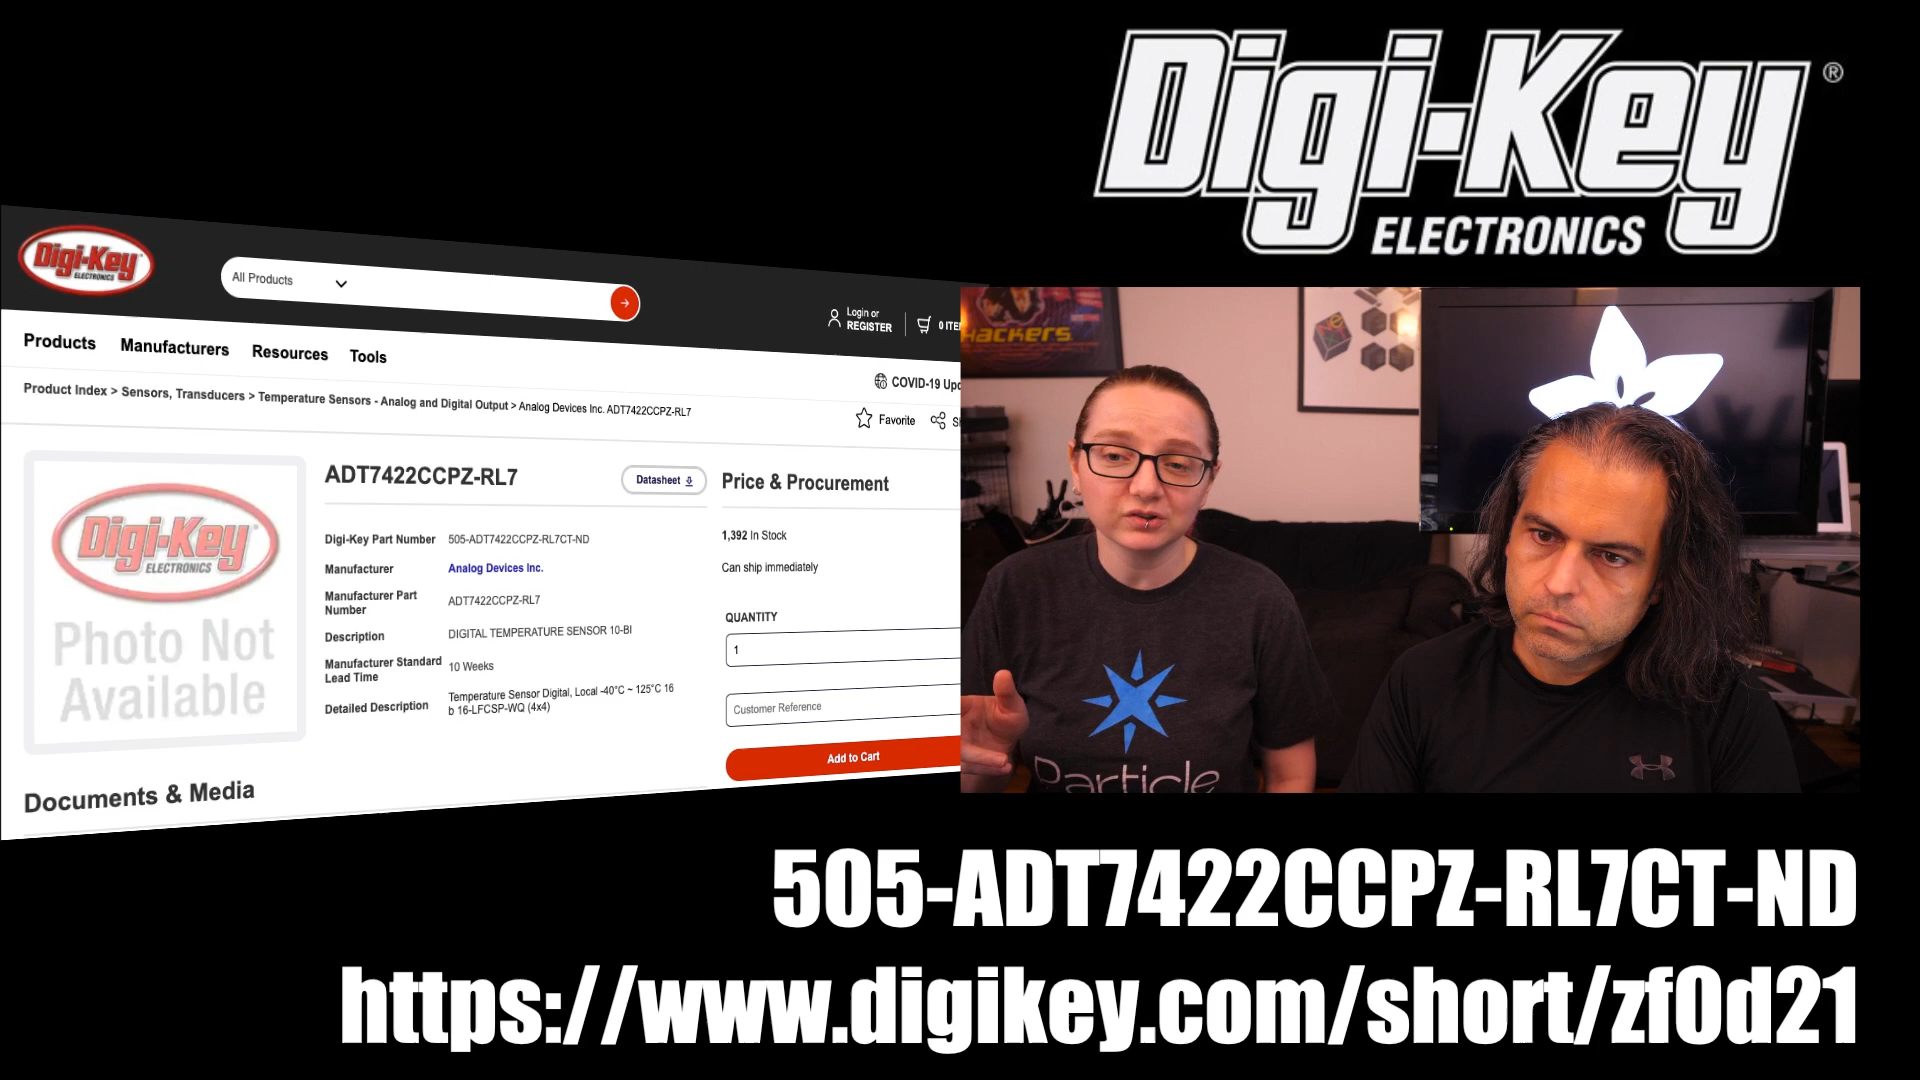 Digi-Key ®
ELECTRONICS
Digi-Key
ELECTRONICS
All Products
Login or
REGISTER
0 ITE
Products Manufacturers Resources Tools
COVID-19 Upd
Product Index > Sensors, Transducers > Temperature Sensors - Analog and Digital Output > Analog Devices Inc. ADT7422CCPZ-RL7
Favorite
Digi-Key
ELECTRONICS
Photo Not
Available
ADT7422CCPZ-RL7
Datasheet
Digi-Key Part Number 505-ADT7422CCPZ-RL7CT-ND
Manufacturer Analog Devices Inc.
Manufacturer Part
Number
ADT7422CCPZ-RL7
Description DIGITAL TEMPERATURE SENSOR 10-BI
Manufacturer Standard
Lead Time
10 Weeks
Detailed Description
Temperature Sensor Digital, Local -40°C ~ 125°C 16
b 16-LFCSP-WQ (4x4)
Price & Procurement
1,392 In Stock
Can ship immediately
QUANTITY
1
Customer Reference
Add to Cart
Documents & Media
HACKERS
Particle
505-ADT7422CCPZ-RL7CT-ND
https://www.digikey.com/short/zf0d21